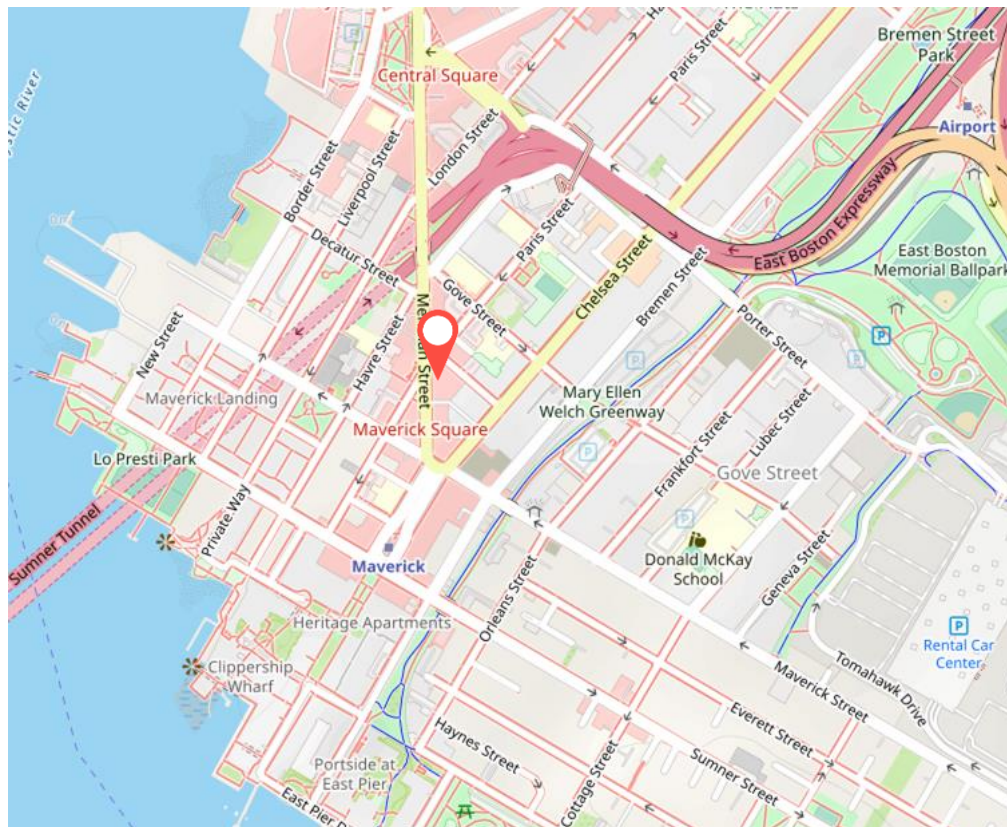 Paris Street
Bremen Street
Park
Central Square
Airport
ystic River
London Street
Liverpool Street
Border Street
Decatur Street
Paris Street
Gove Street
Chelsea Street
Bremen Street
East Boston Expressway
East Boston
Memorial Ballpark
P
Porter Street
New Street
Havre Street
Maverick Landing
Mary Ellen
Welch Greenway
Maverick Square
Lo Presti Park
Frankfort Street
Lubec Street
Gove Street
P
Sumner Tunnel
Private Way
Maverick
Donald McKay
School
Geneva Street
Orleans Street
Heritage Apartments
P
Rental Car
Center
Clippership
Wharf
Maverick Street
Tomahawk Drive
Everett Street
Haynes Street
Sumner Street
Portside at
East Pier
Cottage Street
East Pier D